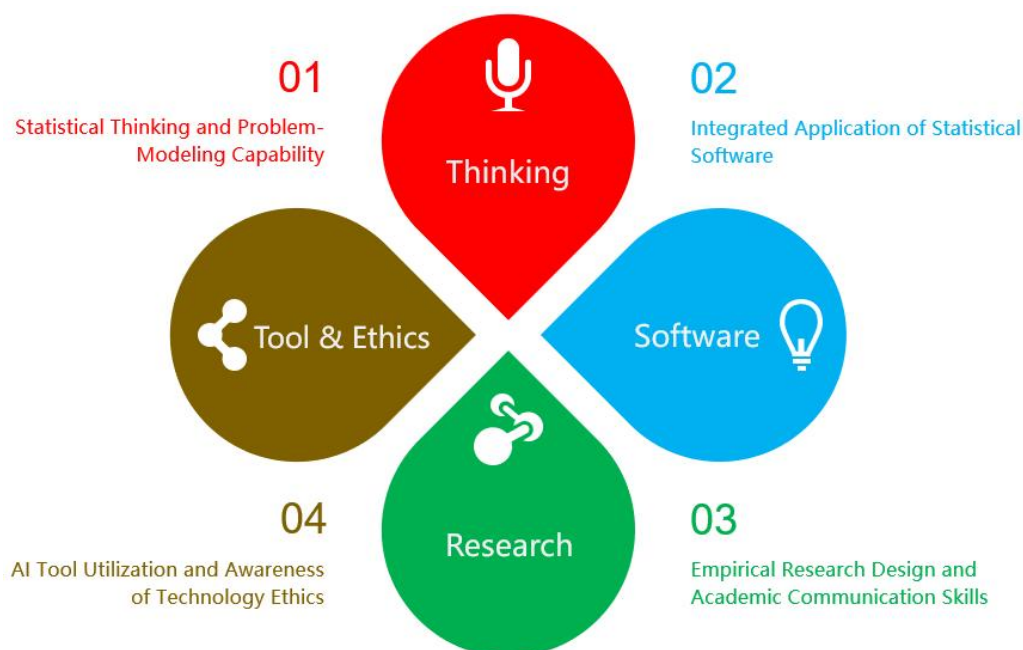 01
Statistical Thinking and Problem-
Modeling Capability
Thinking
02
Integrated Application of Statistical
Software
Tool & Ethics
Software
04
AI Tool Utilization and Awareness
of Technology Ethics
Research
03
Empirical Research Design and
Academic Communication Skills